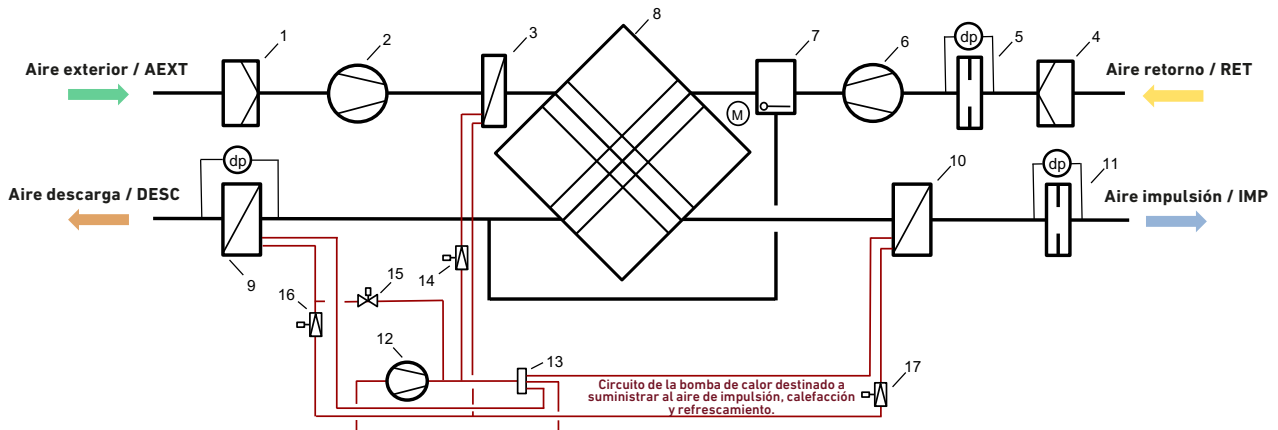 1
2
3
8
7
6
dp
5
4
Aire exterior / AEXT
Aire retorno / RET
M
dp
10
dp
11
Aire descarga / DESC
Aire impulsión / IMP
9
14
15
16
12
13
17
Circuito de la bomba de calor destinado a
suministrar al aire de impulsión, calefacción
y refrescamiento.